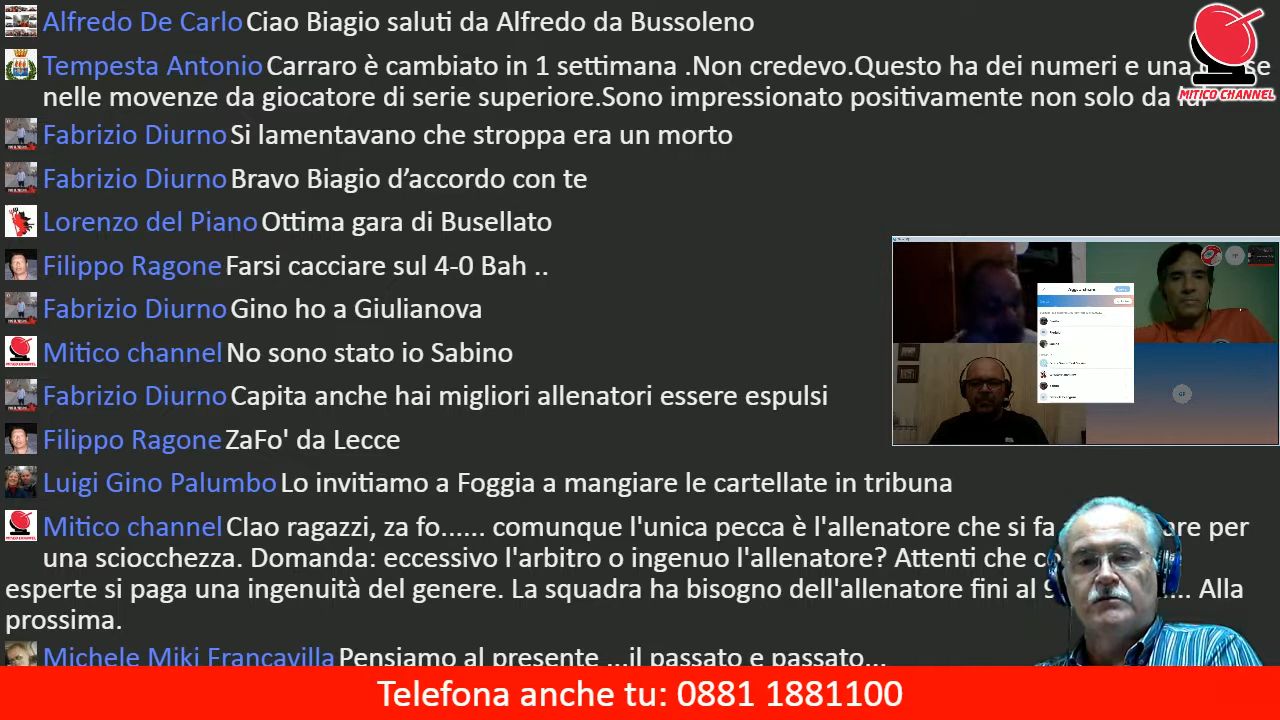 Alfredo De Carlo Ciao Biagio saluti da Alfredo da Bussoleno
Tempesta Antonio Carraro è cambiato in 1 settimana .Non credevo.Questo ha dei numeri e una
nelle movenze da giocatore di serie superiore.Sono impressionato positivamente non solo da lui
MITICO CHANNEL
Fabrizio Diurno Si lamentavano che stroppa era un morto
Fabrizio Diurno Bravo Biagio d’accordo con te
Lorenzo del Piano Ottima gara di Busellato
Filippo Ragone Farsi cacciare sul 4-0 Bah ..
Fabrizio Diurno Gino ho a Giulianova
Mitico channel No sono stato io Sabino
Fabrizio Diurno Capita anche hai migliori allenatori essere espulsi
Filippo Ragone ZaFo' da Lecce
Luigi Gino Palumbo Lo invitiamo a Foggia a mangiare le cartellate in tribuna
Mitico channel CIao ragazzi, za fo...... comunque l'unica pecca è l'allenatore che si fa per
una sciocchezza. Domanda: eccessivo l'arbitro o ingenuo l'allenatore? Attenti che
esperte si paga una ingenuità del genere. La squadra ha bisogno dell'allenatore fini al Alla
prossima.
Michele Miki Francavilla Pensiamo al presente ...il passato e passato...
Telefona anche tu: 0881 1881100